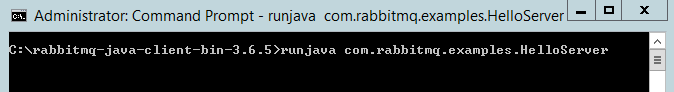 Administrator: Command Prompt - runjava  com.rabbitmq.examples.HelloServer
C:\rabbitmq-java-client-bin-3.6.5>runjava com.rabbitmq.examples.HelloServer